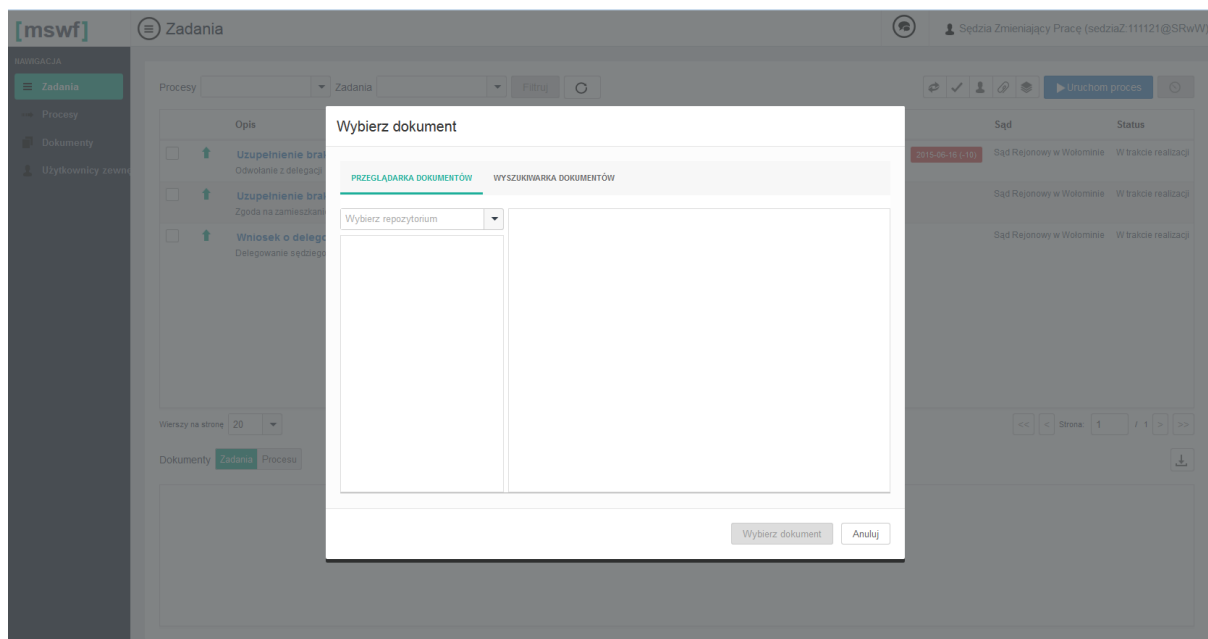 [mswf]
Zadania
Sędzia Zmieniający Pracę (sedziaZ.111121@SRwW)
NAWIGACJA
Zadania
Procesy
Dokumenty
Użytkownicy zewnę
Procesy
Zadania
Filtruj
Uruchom proces
Opis
Sąd
Status
Uzupełnienie brak
Odwołanie z delegacji
2015-06-16 (-10)
Sąd Rejonowy w Wołominie
W trakcie realizacji
Uzupełnienie brak
Zgoda na zamieszkani
Sąd Rejonowy w Wołominie
W trakcie realizacji
Wniosek o delego
Delegowanie sędziego
Sąd Rejonowy w Wołominie
W trakcie realizacji
Wybierz dokument
PRZEGLĄDARKA DOKUMENTÓW
WYSZUKIWARKA DOKUMENTÓW
Wybierz repozytorium
Wybierz dokument
Anuluj
Wierszy na stronę
20
<<
<
Strona
1
/ 1
>
>>
Dokumenty
Zadania
Procesu